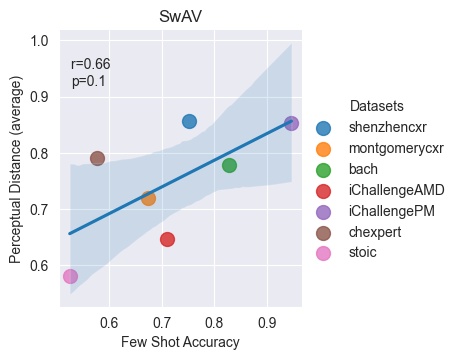 SwAV
r=0.66
p=0.1
1.0
0.9
0.8
0.7
0.6
Perceptual Distance (average)
0.6 0.7 0.8 0.9
Few Shot Accuracy
Datasets
shenzhencxr
montgomerycxr
bach
iChallengeAMD
iChallengePM
chexpert
stoic